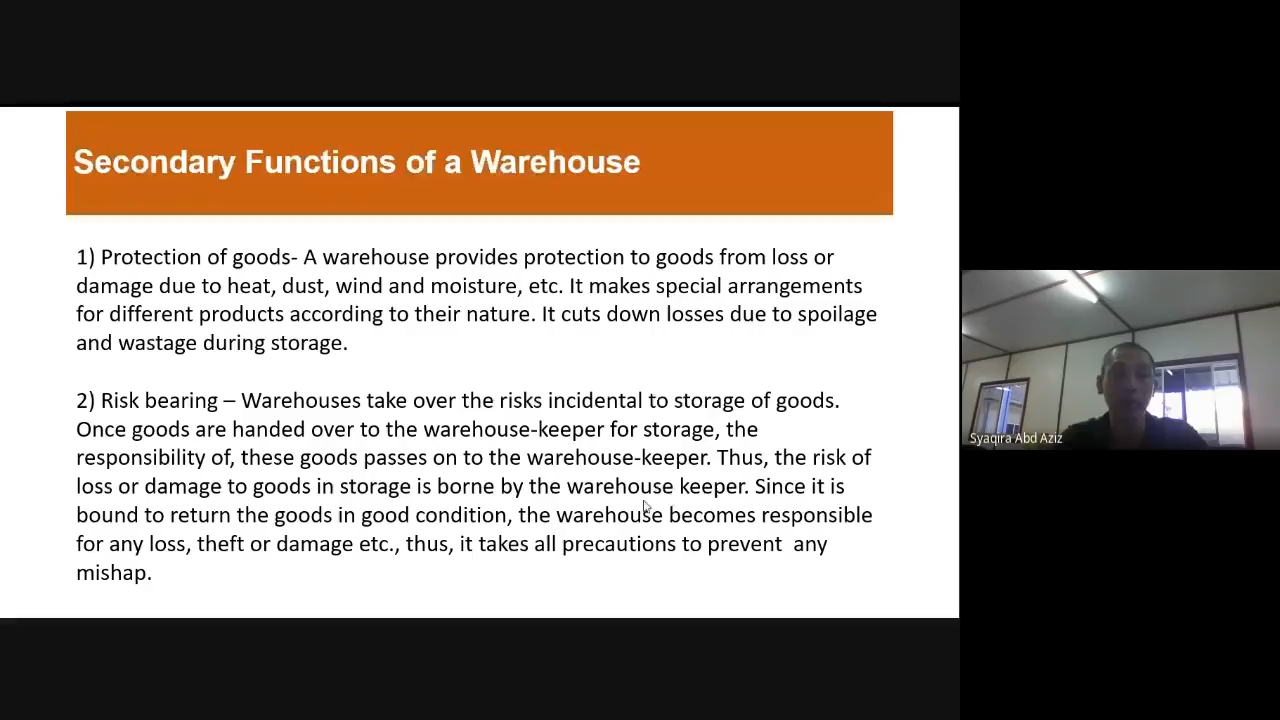 Secondary Functions of a Warehouse
1) Protection of goods- A warehouse provides protection to goods from loss or
damage due to heat, dust, wind and moisture, etc. It makes special arrangements
for different products according to their nature. It cuts down losses due to spoilage
and wastage during storage.
2) Risk bearing – Warehouses take over the risks incidental to storage of goods.
Once goods are handed over to the warehouse-keeper for storage, the
responsibility of, these goods passes on to the warehouse-keeper. Thus, the risk of
loss or damage to goods in storage is borne by the warehouse keeper. Since it is
bound to return the goods in good condition, the warehouse becomes responsible
for any loss, theft or damage etc., thus, it takes all precautions to prevent  any
mishap.
Syaqira Abd Aziz